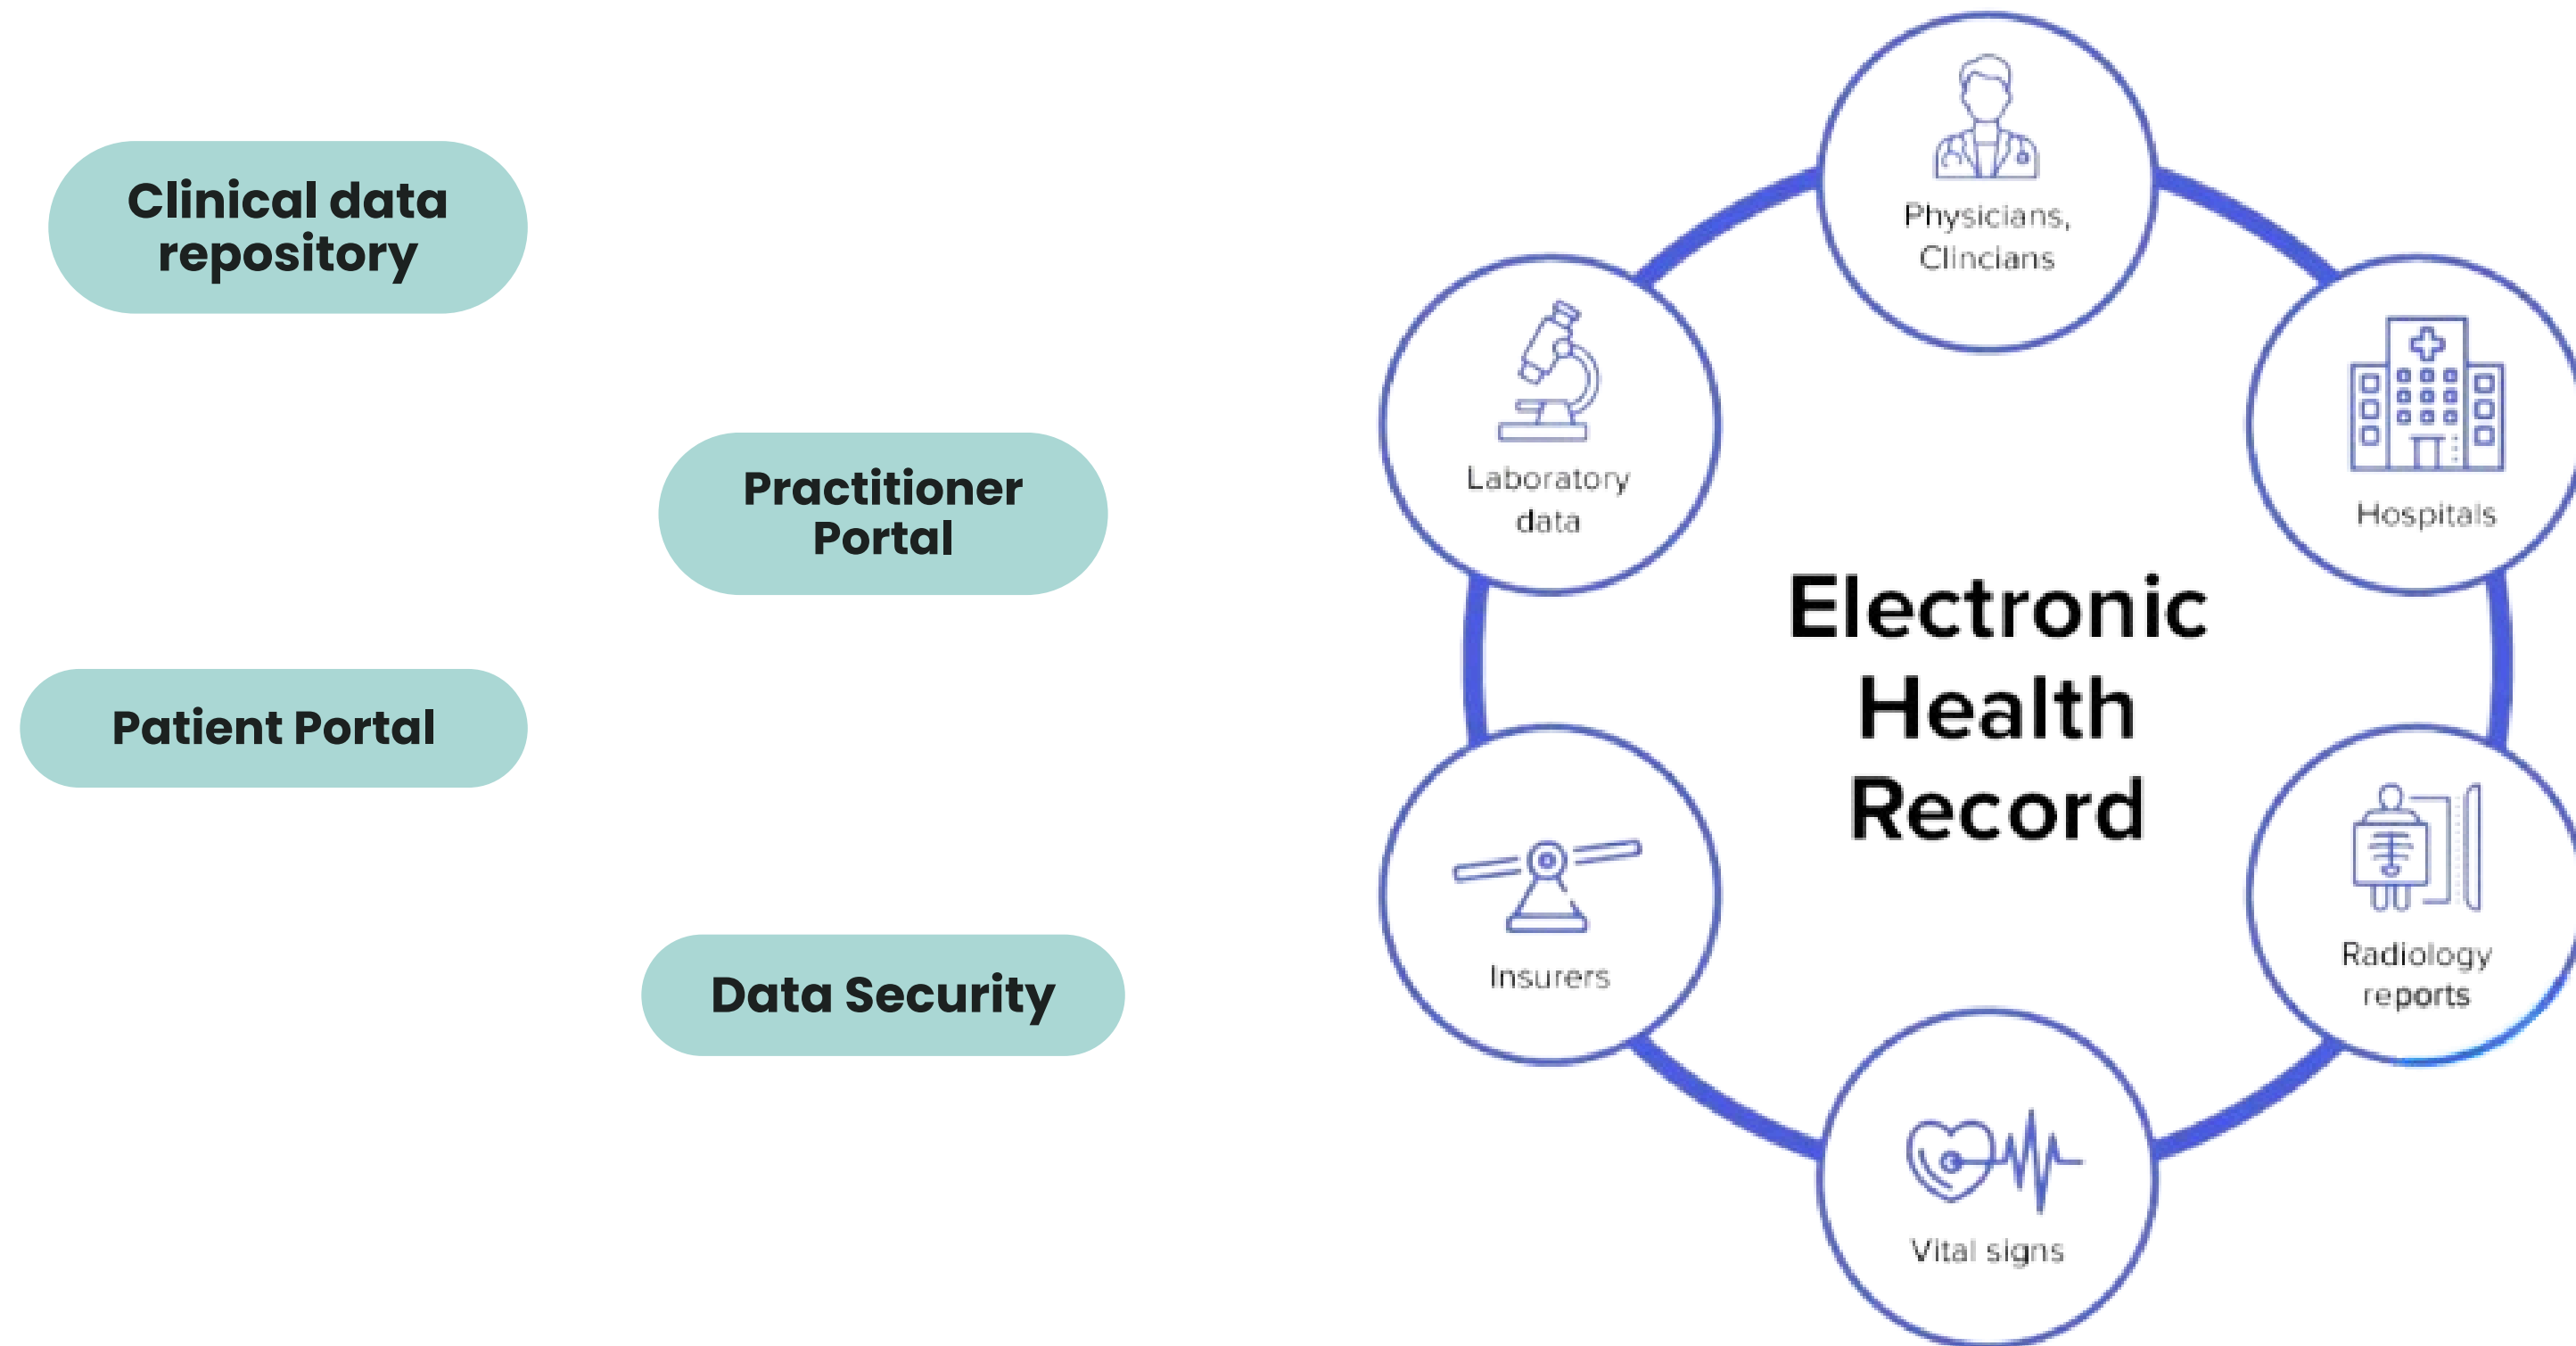 Clinical data
repository
Practitioner
Portal
Patient Portal
Data Security
Physicians,
Clincians
Laboratory
data
Hospitals
Electronic
Health
Record
Insurers
Radiology
reports
Vital signs